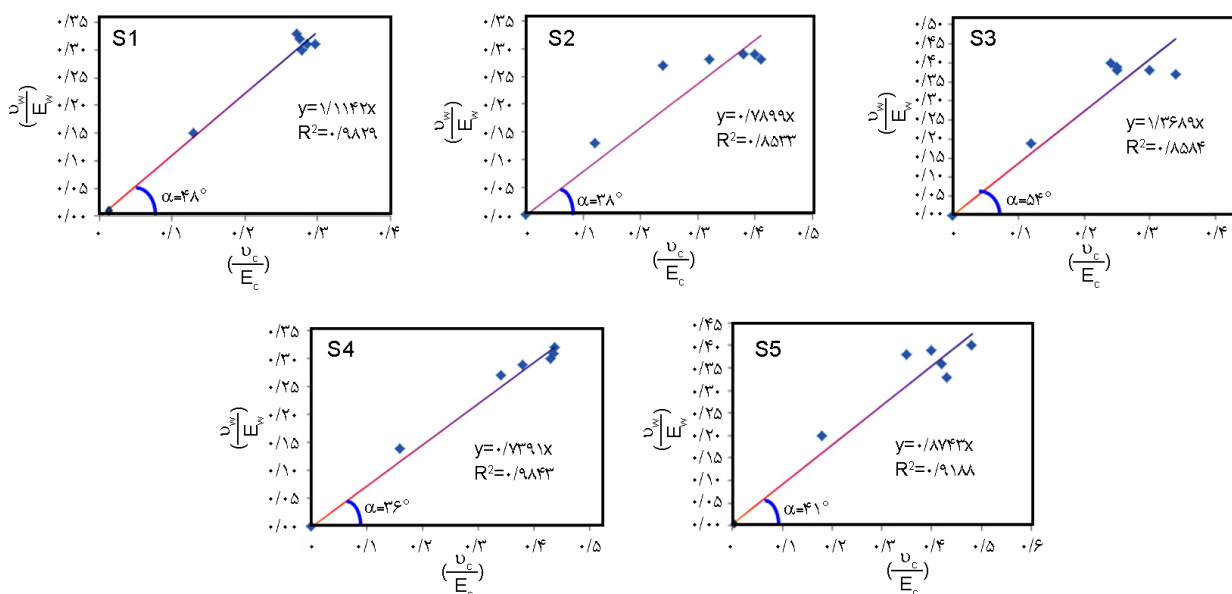 S1
۰/۳۵
۰/۳۰
۰/۲۵
۰/۲۰
۰/۱۵
۰/۱۰
۰/۰۵
۰/۰۰
(υw/Ew)
y=۱/۱۱۴۲x
R²=۰/۹۸۲۹
α=۴۸°
۰ ۰/۱ ۰/۲ ۰/۳ ۰/۴
(υc/Ec)
S2
۰/۳۵
۰/۳۰
۰/۲۵
۰/۲۰
۰/۱۵
۰/۱۰
۰/۰۵
۰/۰۰
(υw/Ew)
y=۰/۷۸۹۹x
R²=۰/۸۵۳۳
α=۳۸°
۰ ۰/۱ ۰/۲ ۰/۳ ۰/۴ ۰/۵
(υc/Ec)
S3
۰/۵۰
۰/۴۵
۰/۴۰
۰/۳۵
۰/۳۰
۰/۲۵
۰/۲۰
۰/۱۵
۰/۱۰
۰/۰۵
۰/۰۰
(υw/Ew)
y=۱/۳۶۸۹x
R²=۰/۸۵۸۴
α=۵۴°
۰ ۰/۱ ۰/۲ ۰/۳ ۰/۴
(υc/Ec)
S4
۰/۳۵
۰/۳۰
۰/۲۵
۰/۲۰
۰/۱۵
۰/۱۰
۰/۰۵
۰/۰۰
(υw/Ew)
y=۰/۷۳۹۱x
R²=۰/۹۸۴۳
α=۳۶°
۰ ۰/۱ ۰/۲ ۰/۳ ۰/۴ ۰/۵
(υc/Ec)
S5
۰/۴۵
۰/۴۰
۰/۳۵
۰/۳۰
۰/۲۵
۰/۲۰
۰/۱۵
۰/۱۰
۰/۰۵
۰/۰۰
(υw/Ew)
y=۰/۸۷۴۳x
R²=۰/۹۱۸۸
α=۴۱°
۰ ۰/۱ ۰/۲ ۰/۳ ۰/۴ ۰/۵ ۰/۶
(υc/Ec)